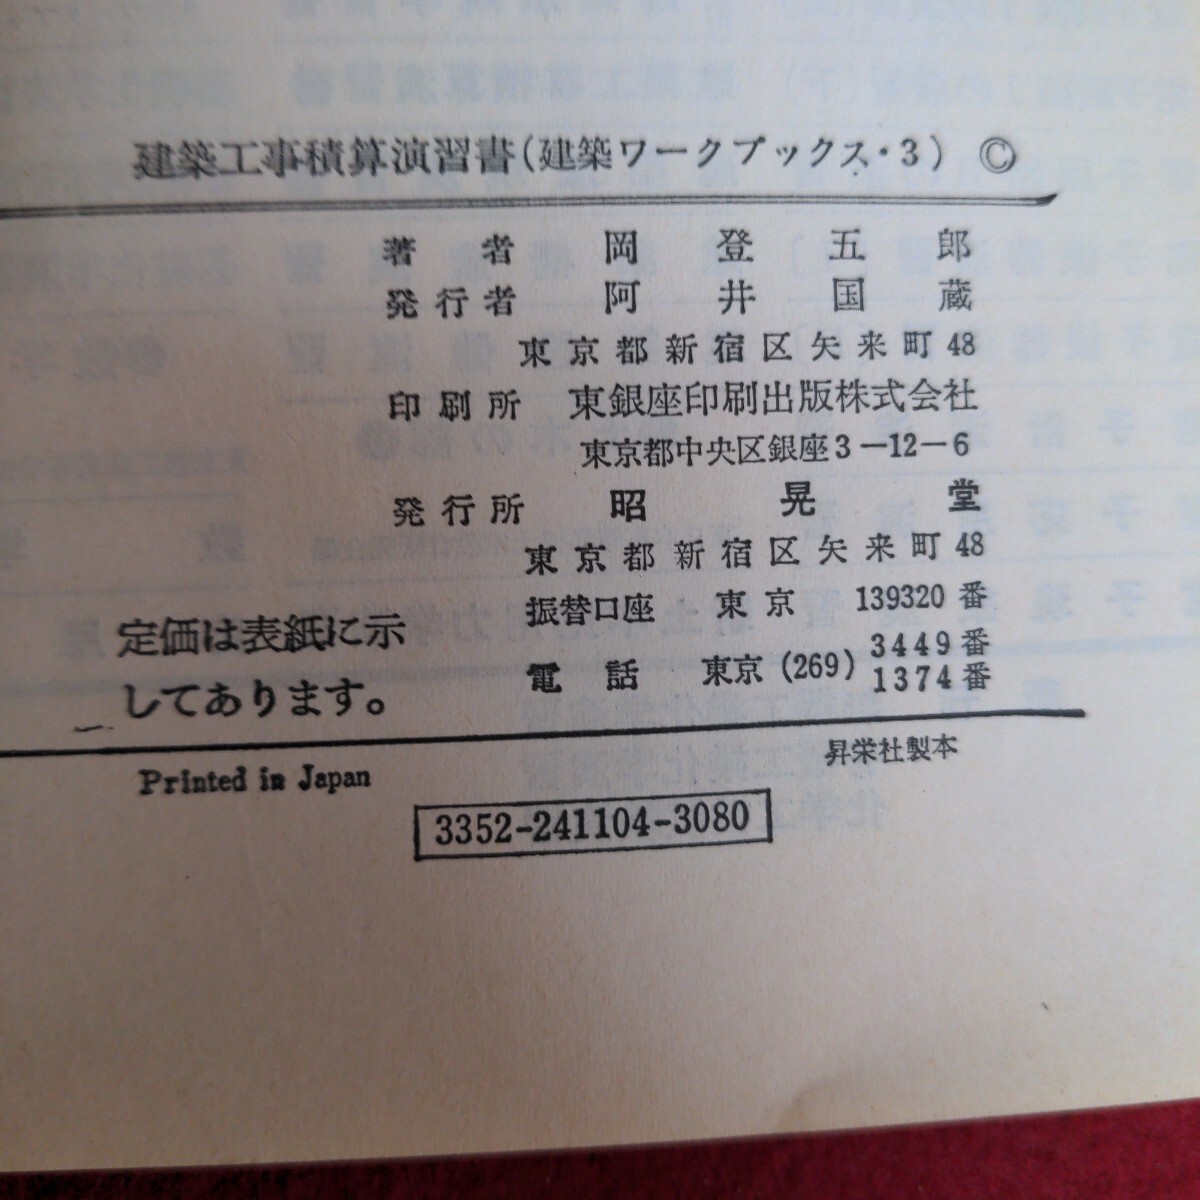 建築工事積算演習書(建築ワークブックス・3) ©
著者 岡登五郎
発行者 阿井国蔵
東京都新宿区矢来町48
印刷所 東銀座印刷出版株式会社
東京都中央区銀座3-12-6
発行所 昭晃堂
東京都新宿区矢来町48
振替口座 東京 139320番
電話 東京(269) 3449番
1374番
定価は表紙に示
してあります。
昇栄社製本
Printed in Japan
3352-241104-3080